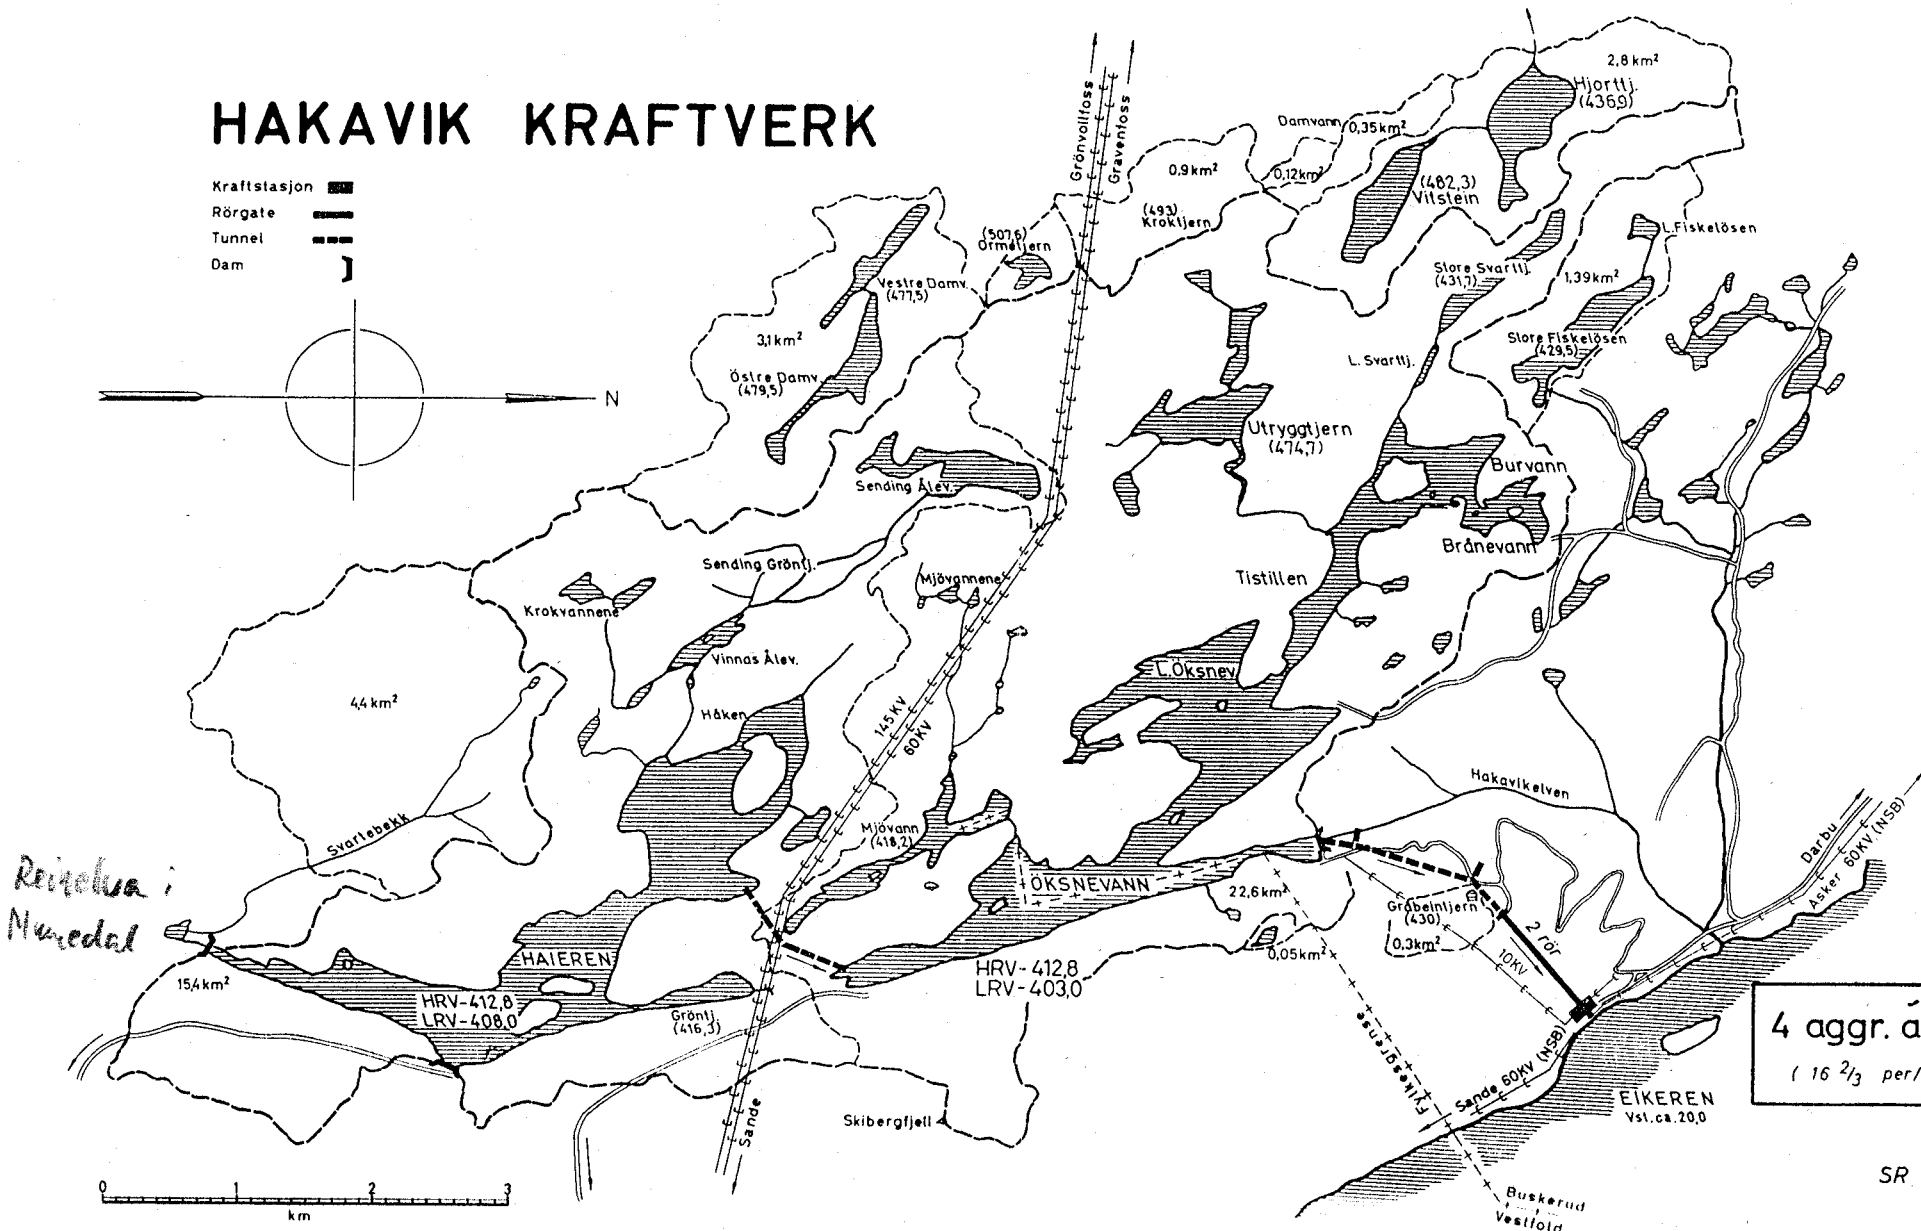 HAKAVIK KRAFTVERK
Kraftstasjon
Rörgate
Tunnel
Dam
N
Grönvollfoss
Gravenfoss
2,8 km²
Hjorttj.
(436,9)
Damvann
0,35 km²
0,12 km²
0,9 km²
(482,3)
Vitstein
(493)
Kroktjern
(507,6)
Ormetjern
L. Fiskelösen
Vestre Damv.
(477,5)
Store Svarttj.
(431,7)
1,39 km²
3,1 km²
Store Fiskelösen
(429,5)
Östre Damv.
(479,5)
L. Svarttj.
Utryggtjern
(474,7)
Burvann
Sending Ålev.
Brånevann
Sending Gröntj.
Mjövannene
Tistillen
Krokvannene
Vinnas Ålev.
L. Öksnev.
4,4 km²
Håken
145 KV
60 KV
Hakavikelven
Svartebekk
Mjövann
(418,2)
Darbu
Asker 60 KV (NSB)
ÖKSNEVANN
22,6 km²
Gråbeintjern
(430)
0,3 km²
2 rör
10 KV
0,05 km²
HAIEREN
15,4 km²
HRV-412,8
LRV-408,0
HRV-412,8
LRV-403,0
Gröntj.
(416,3)
Fylkesgrense
Sande 60 KV (NSB)
EIKEREN
Vst. ca. 20,0
4 aggr. á
( 16 2/3 per/
Skibergfjell
Sande
0 1 2 3
km
SR
Buskerud
Vestfold